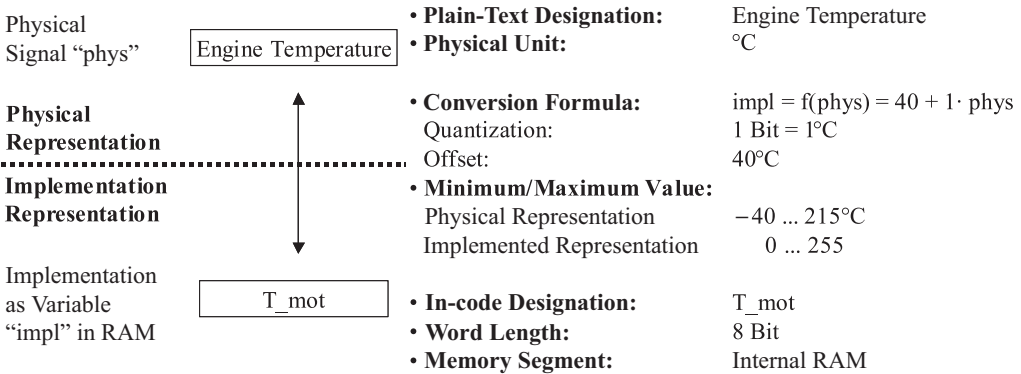 Physical
Signal “phys”
Engine Temperature
• Plain-Text Designation: Engine Temperature
• Physical Unit: °C
Physical
Representation
• Conversion Formula: impl = f(phys) = 40 + 1· phys
Quantization: 1 Bit = 1°C
Offset: 40°C
Implementation
Representation
• Minimum/Maximum Value:
Physical Representation −40 ... 215°C
Implemented Representation 0 ... 255
Implementation
as Variable
“impl” in RAM
T_mot
• In-code Designation: T_mot
• Word Length: 8 Bit
• Memory Segment: Internal RAM